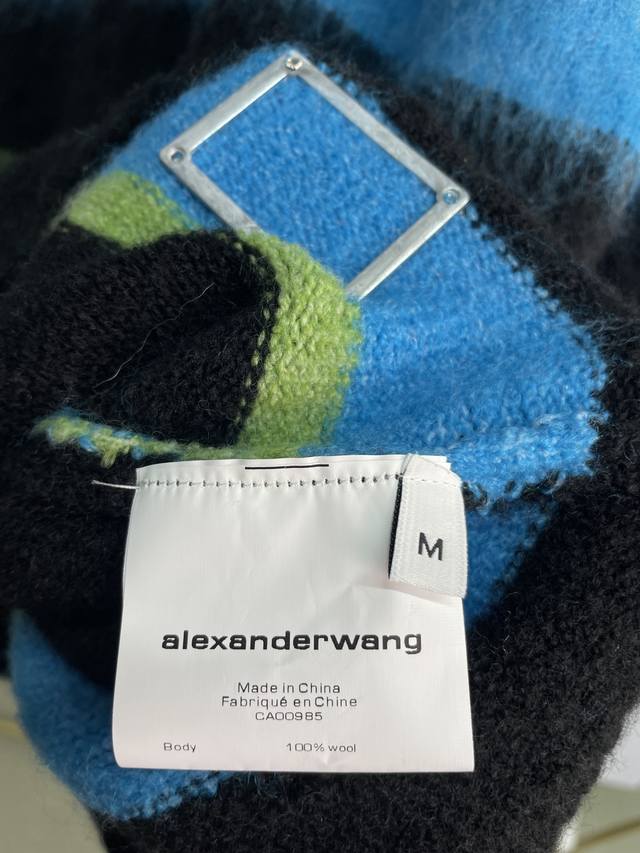 M
alexanderwang
Made in China
Fabriqué en Chine
CA00985
Body 100% wool